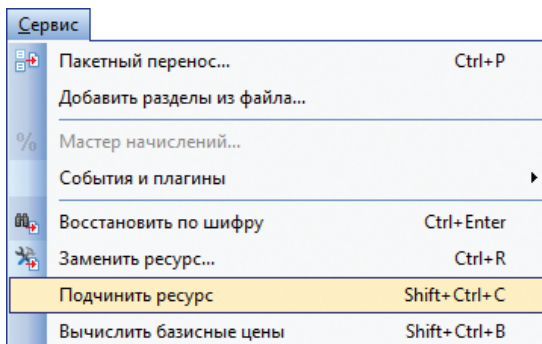 Сервис
Пакетный перенос... Ctrl+P
Добавить разделы из файла...
% Мастер начислений...
События и плагины
Восстановить по шифру Ctrl+Enter
Заменить ресурс... Ctrl+R
Подчинить ресурс Shift+Ctrl+C
Вычислить базисные цены Shift+Ctrl+B